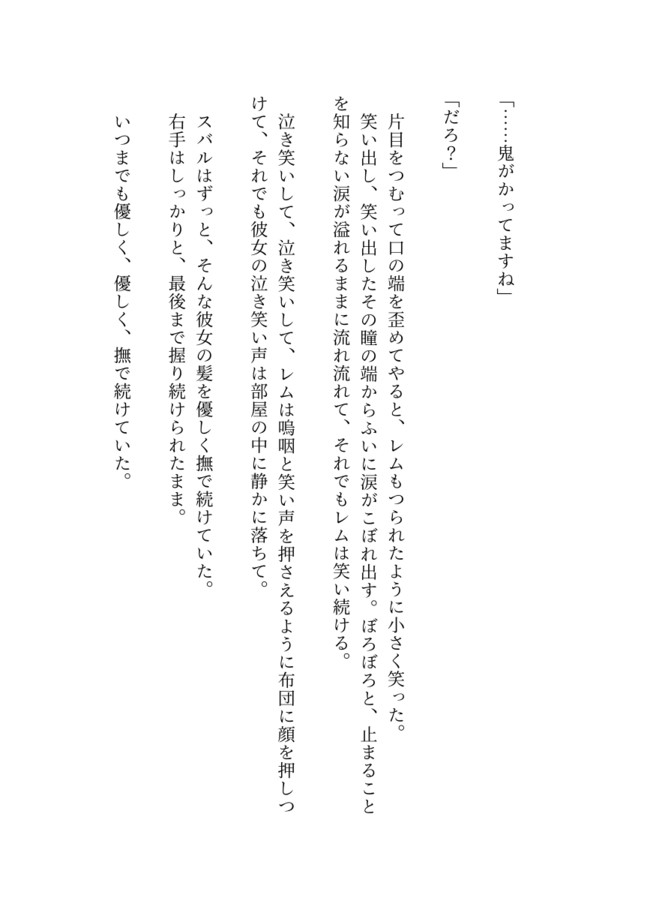 「……鬼がかってますね」
「だろ？」
　片目をつむって口の端を歪めてやると、レムもつられたように小さく笑った。
　笑い出し、笑い出したその瞳の端からふいに涙がこぼれ出す。ぼろぼろと、止まること
を知らない涙が溢れるままに流れ流れて、それでもレムは笑い続ける。
　泣き笑いして、泣き笑いして、レムは嗚咽と笑い声を押さえるように布団に顔を押しつ
けて、それでも彼女の泣き笑い声は部屋の中に静かに落ちて。
　スバルはずっと、そんな彼女の髪を優しく撫で続けていた。
　右手はしっかりと、最後まで握り続けられたまま。
　いつまでも優しく、優しく、撫で続けていた。